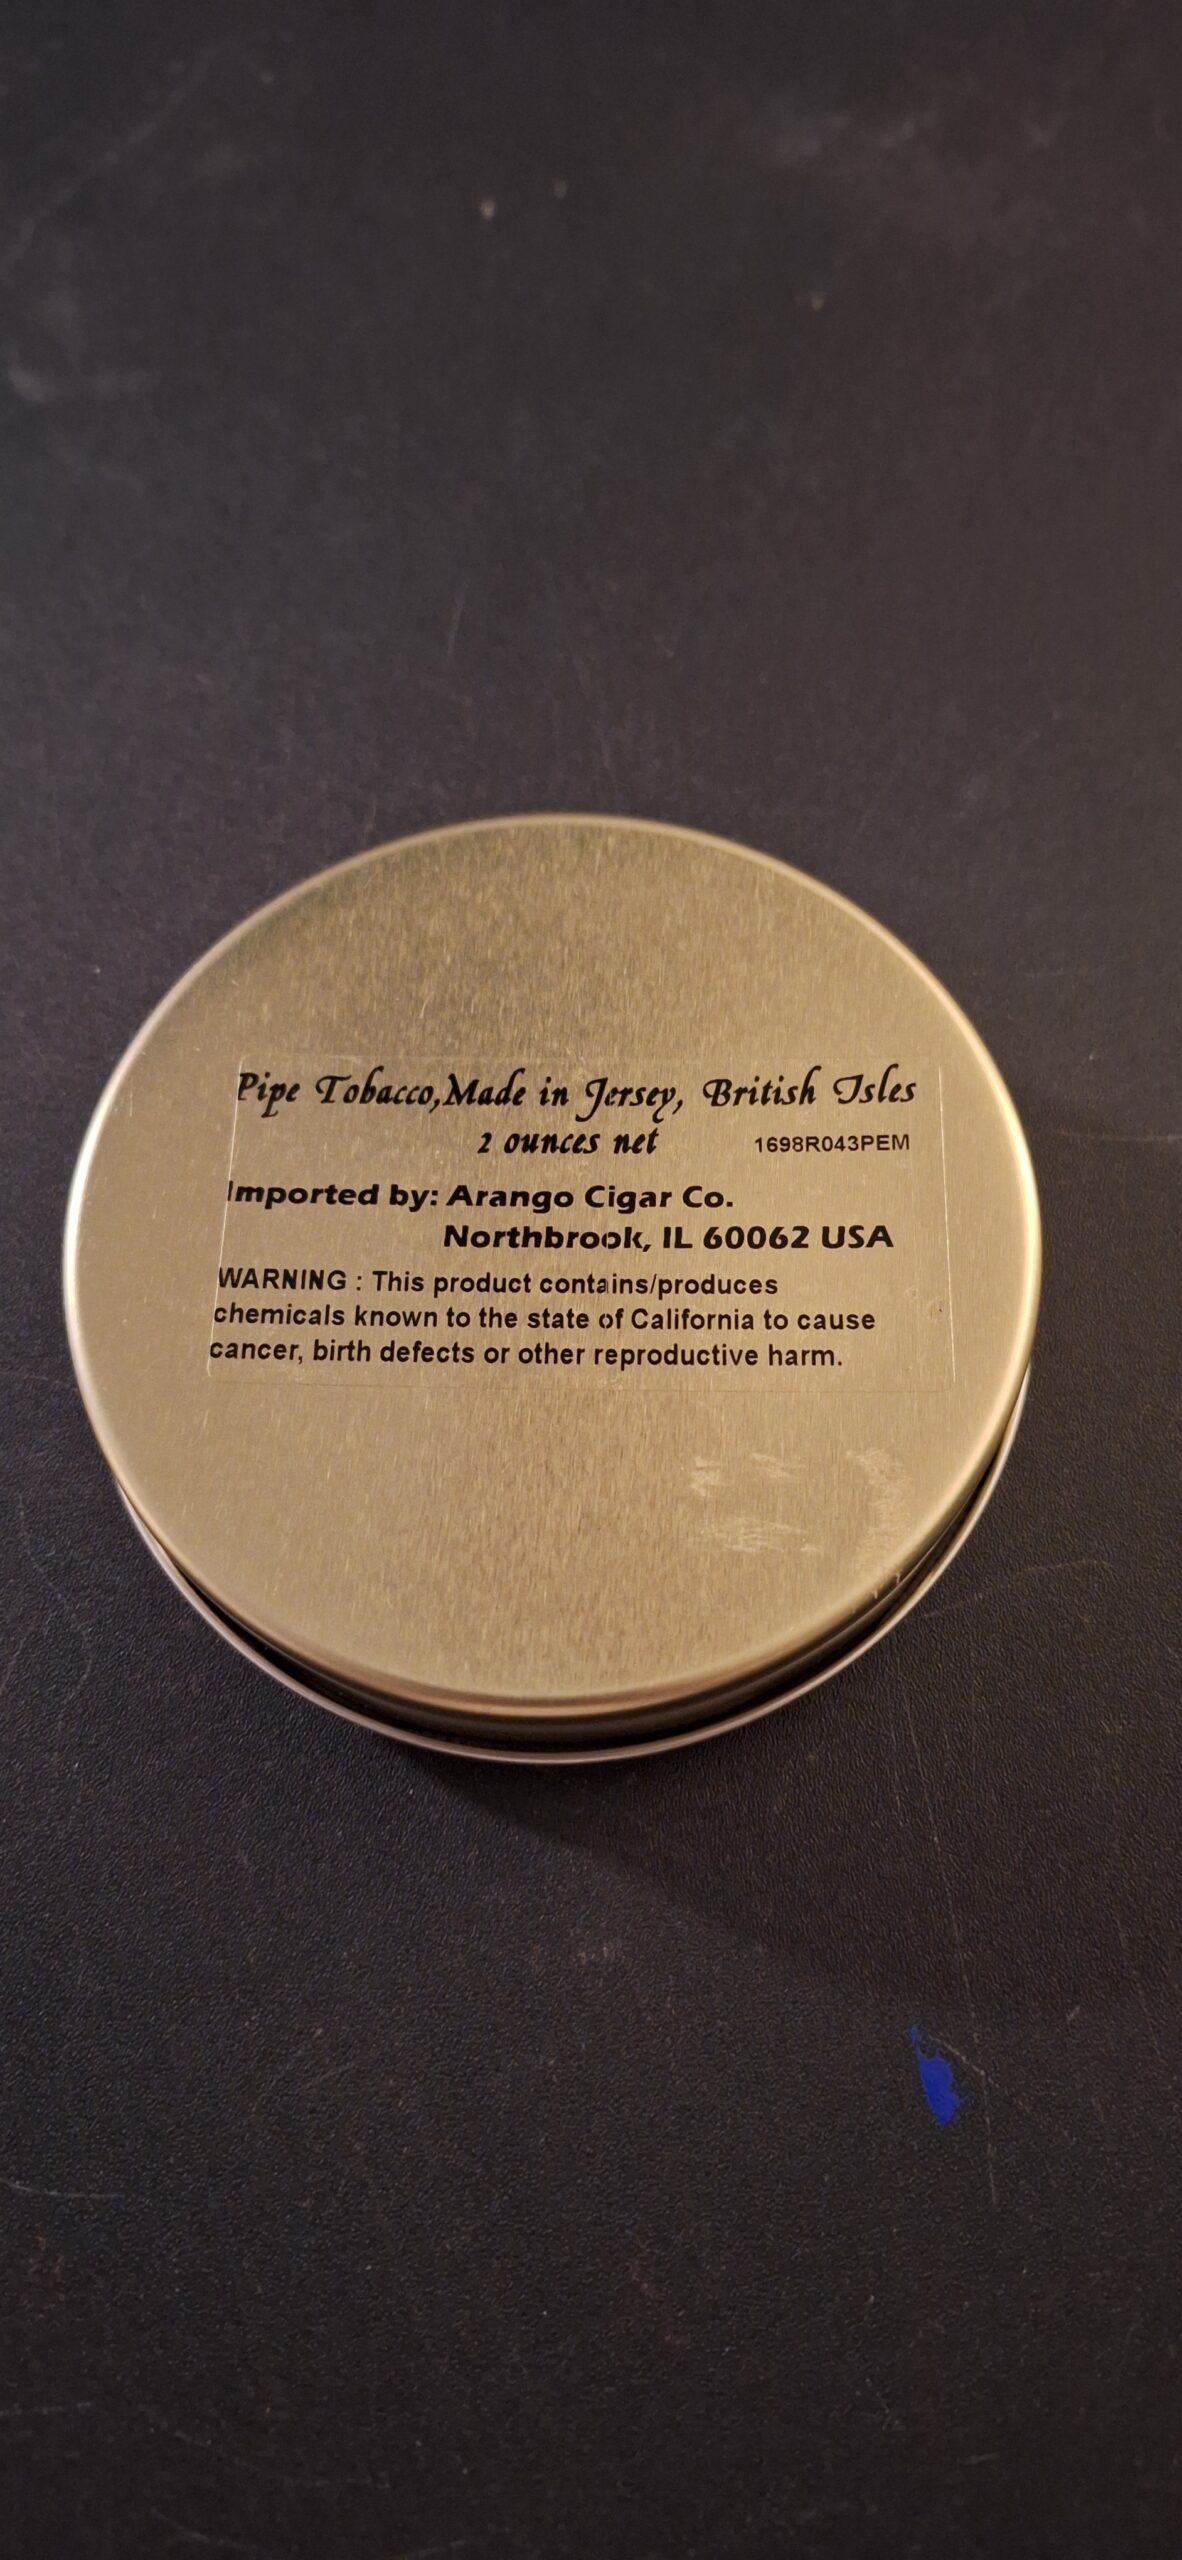 Pipe Tobacco,Made in Jersey, British Isles
2 ounces net 1698R043PEM
Imported by: Arango Cigar Co.
Northbrook, IL 60062 USA
WARNING : This product contains/produces
chemicals known to the state of California to cause
cancer, birth defects or other reproductive harm.